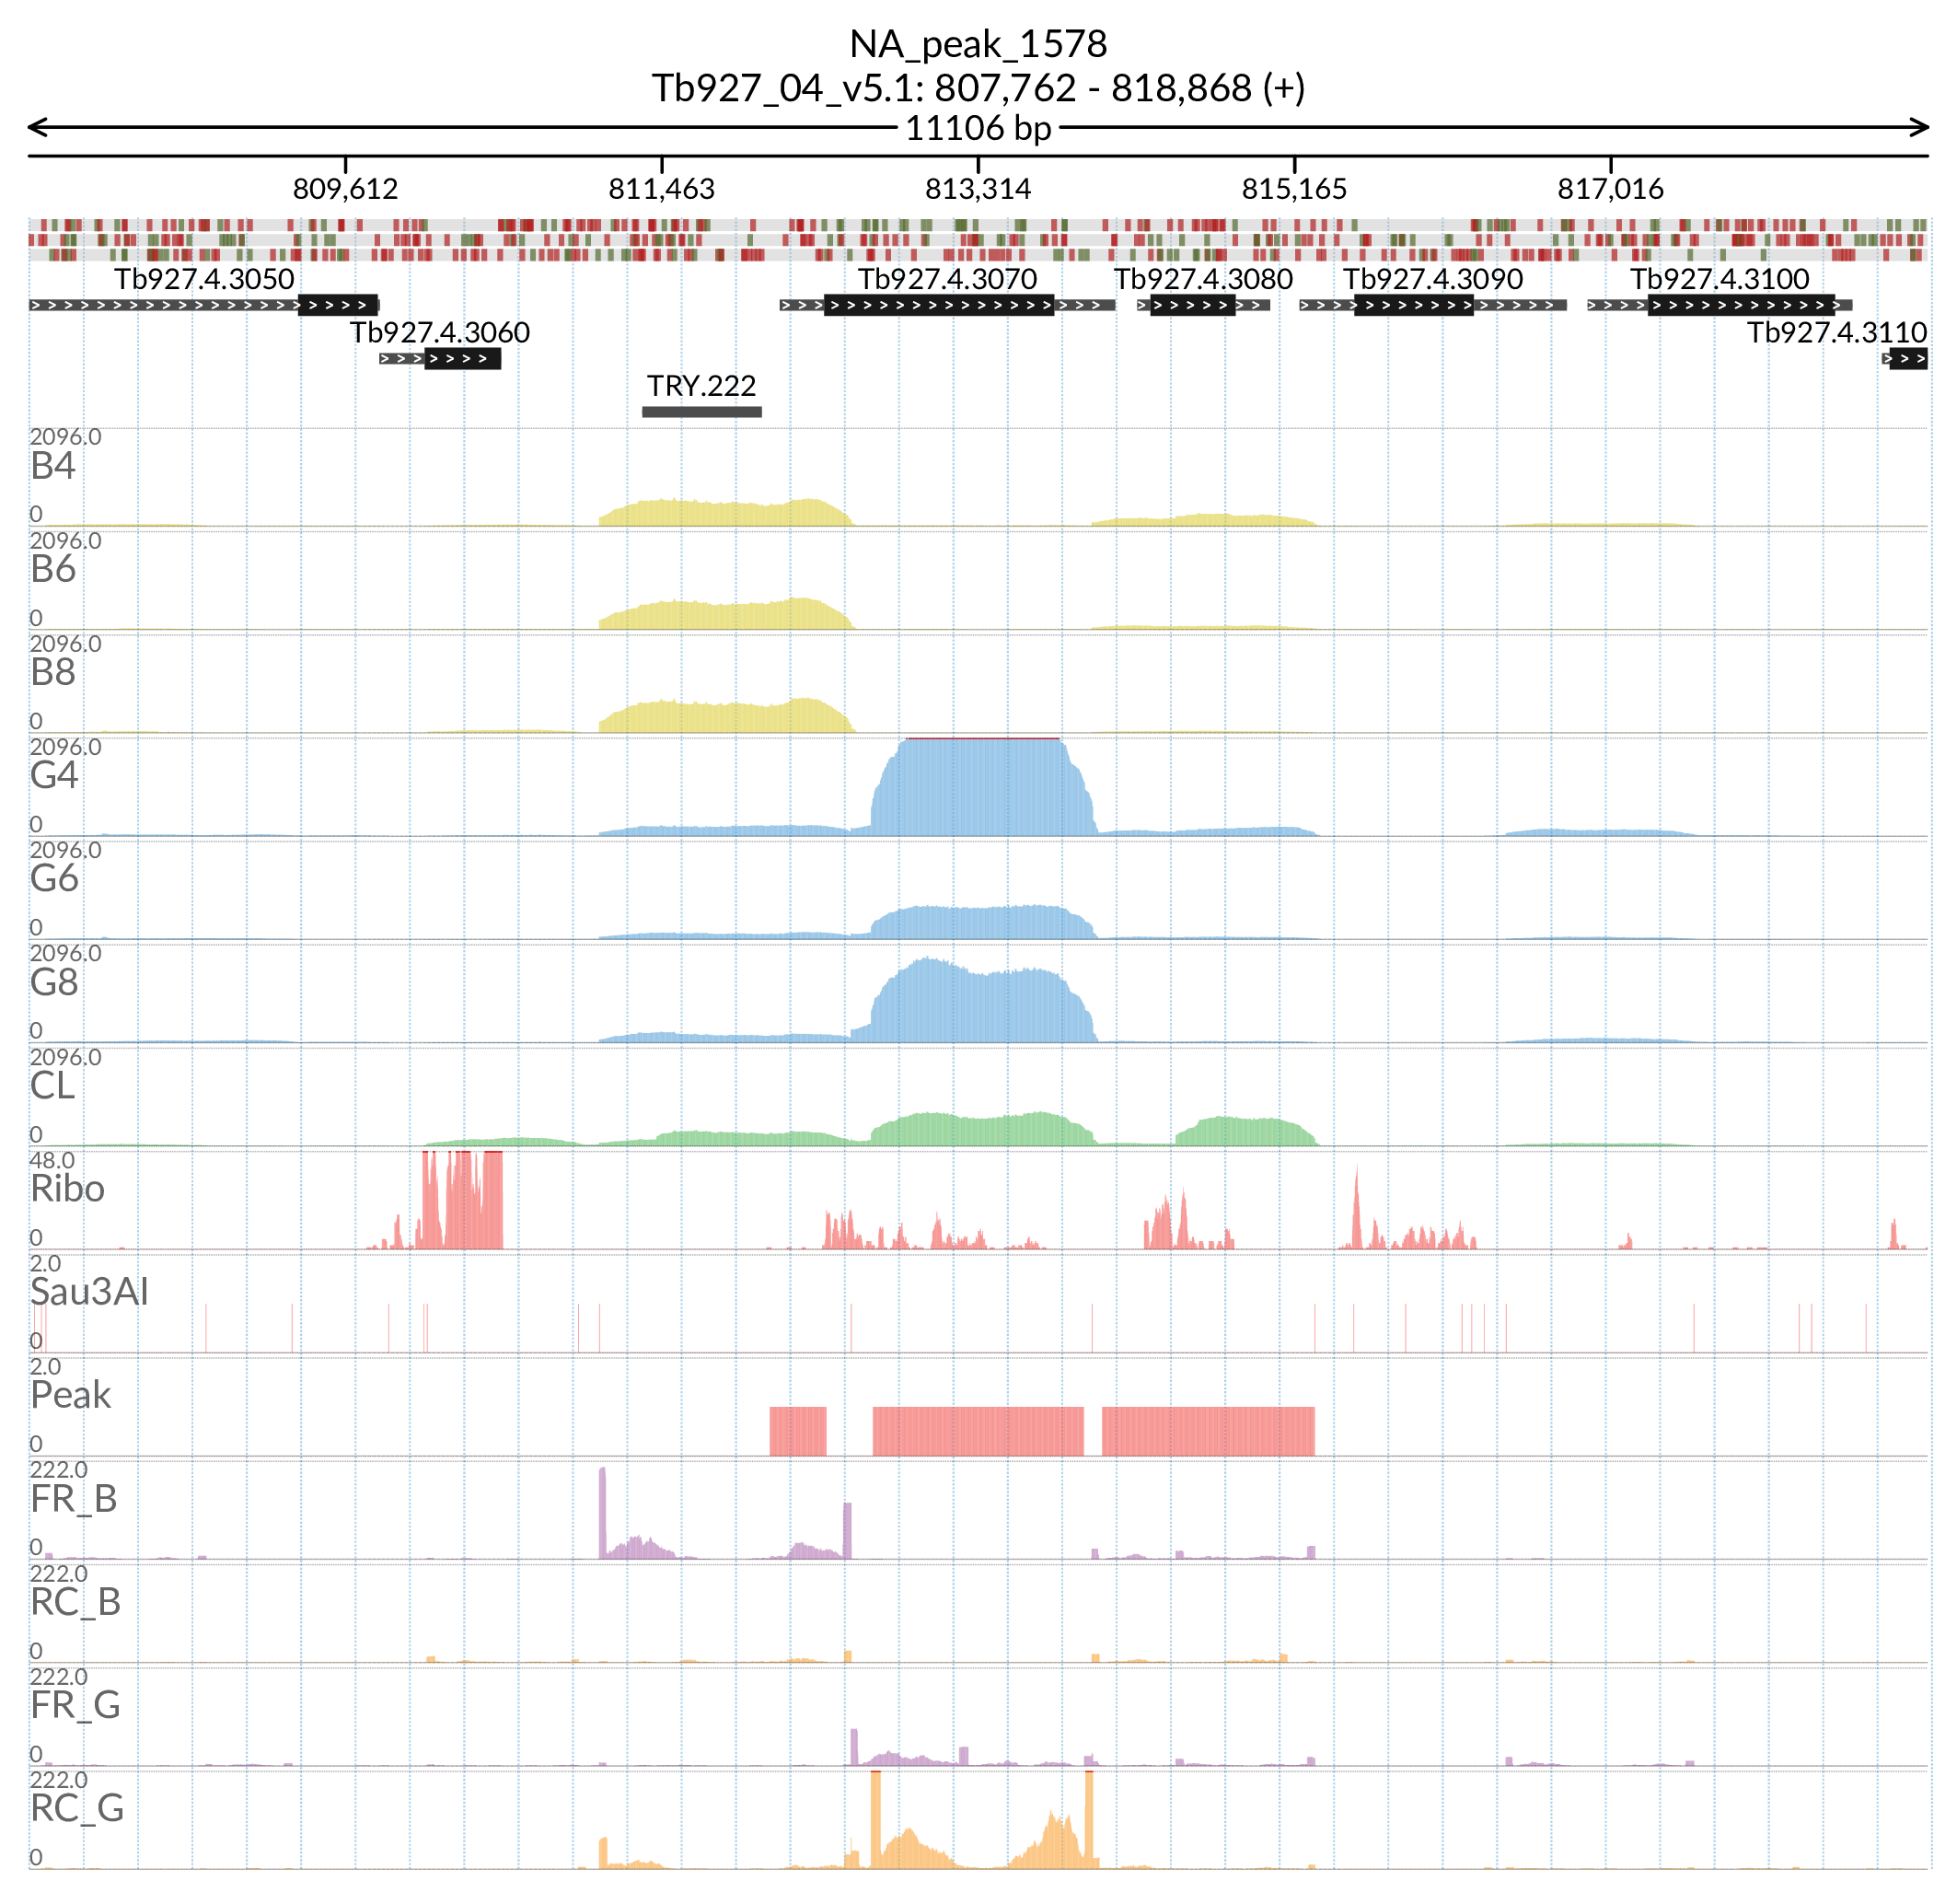 NA_peak_1578
Tb927_04_v5.1: 807,762 - 818,868 (+)
11106 bp
809,612 811,463 813,314 815,165 817,016
Tb927.4.3050 Tb927.4.3070 Tb927.4.3080 Tb927.4.3090 Tb927.4.3100
Tb927.4.3060 Tb927.4.3110
TRY.222
2096.0
B4
0
2096.0
B6
0
2096.0
B8
0
2096.0
G4
0
2096.0
G6
0
2096.0
G8
0
2096.0
CL
0
48.0
Ribo
0
2.0
Sau3AI
0
2.0
Peak
0
222.0
FR_B
0
222.0
RC_B
0
222.0
FR_G
0
222.0
RC_G
0